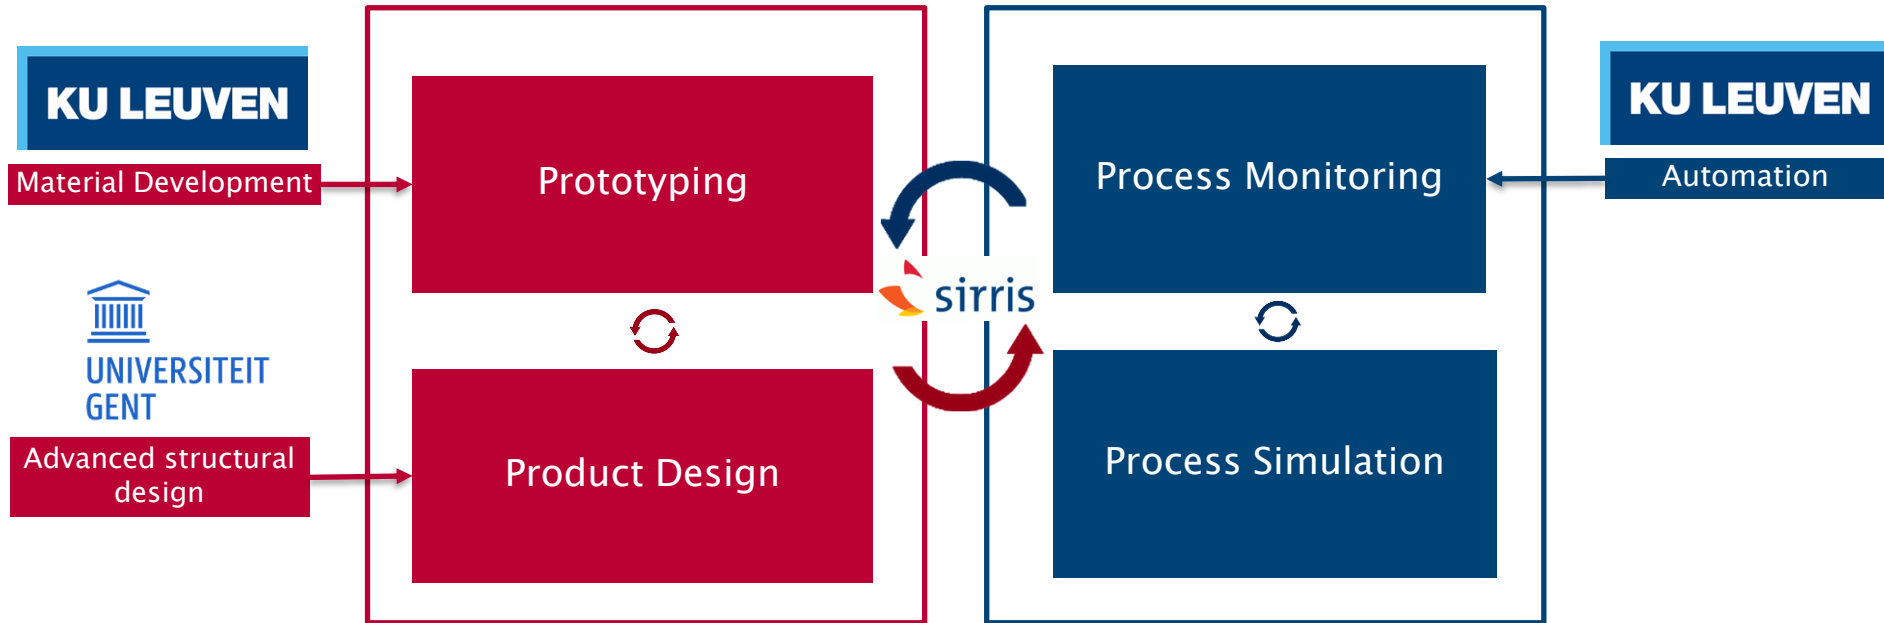 KU LEUVEN
Material Development
UNIVERSITEIT
GENT
Advanced structural
design
Prototyping
Product Design
sirris
Process Monitoring
Process Simulation
KU LEUVEN
Automation